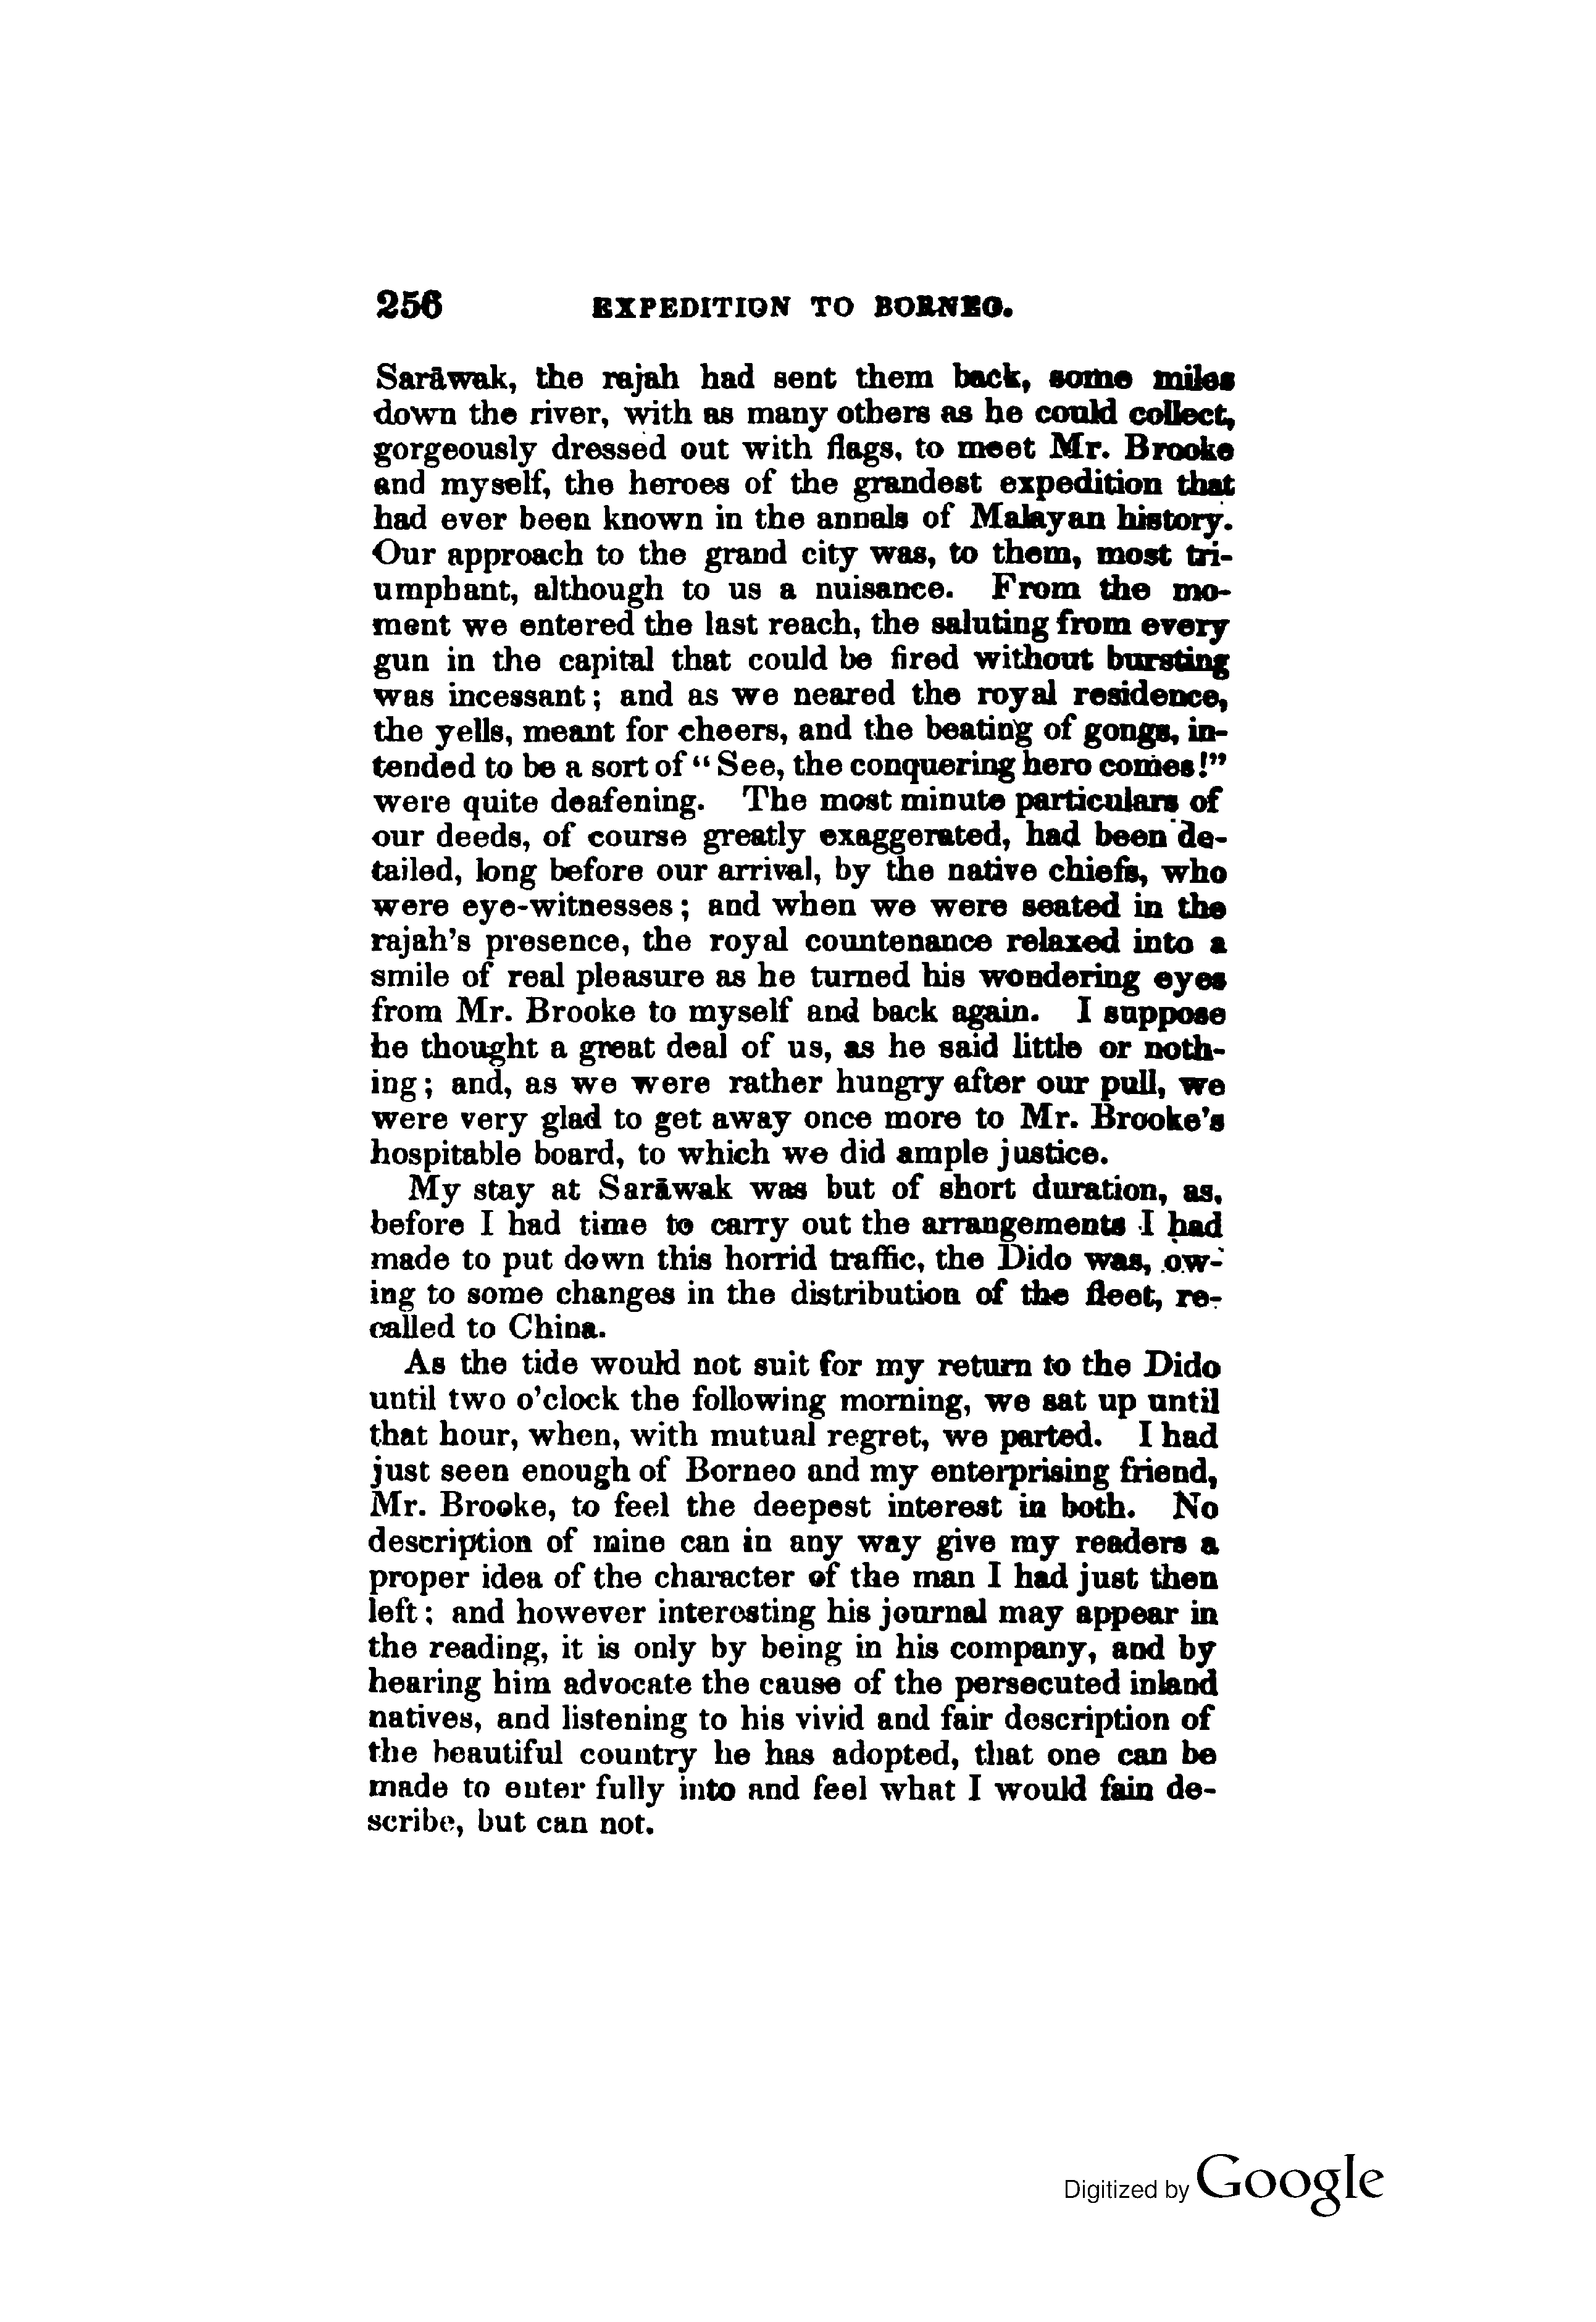 256 EXPEDITION TO BORNEO.
Sarāwak, the rajah had sent them back, some miles
down the river, with as many others as he could collect,
gorgeously dressed out with flags, to meet Mr. Brooke
and myself, the heroes of the grandest expedition that
had ever been known in the annals of Malayan history.
Our approach to the grand city was, to them, most tri-
umphant, although to us a nuisance. From the mo-
ment we entered the last reach, the saluting from every
gun in the capital that could be fired without bursting
was incessant; and as we neared the royal residence,
the yells, meant for cheers, and the beating of gongs, in-
tended to be a sort of "See, the conquering hero comes!"
were quite deafening. The most minute particulars of
our deeds, of course greatly exaggerated, had been de-
tailed, long before our arrival, by the native chiefs, who
were eye-witnesses; and when we were seated in the
rajah's presence, the royal countenance relaxed into a
smile of real pleasure as he turned his wondering eyes
from Mr. Brooke to myself and back again. I suppose
he thought a great deal of us, as he said little or noth-
ing; and, as we were rather hungry after our pull, we
were very glad to get away once more to Mr. Brooke's
hospitable board, to which we did ample justice.
My stay at Sarāwak was but of short duration, as,
before I had time to carry out the arrangements I had
made to put down this horrid traffic, the Dido was, ow-
ing to some changes in the distribution of the fleet, re-
called to China.
As the tide would not suit for my return to the Dido
until two o'clock the following morning, we sat up until
that hour, when, with mutual regret, we parted. I had
just seen enough of Borneo and my enterprising friend,
Mr. Brooke, to feel the deepest interest in both. No
description of mine can in any way give my readers a
proper idea of the character of the man I had just then
left; and however interesting his journal may appear in
the reading, it is only by being in his company, and by
hearing him advocate the cause of the persecuted inland
natives, and listening to his vivid and fair description of
the beautiful country he has adopted, that one can be
made to enter fully into and feel what I would fain de-
scribe, but can not.
Digitized by Google